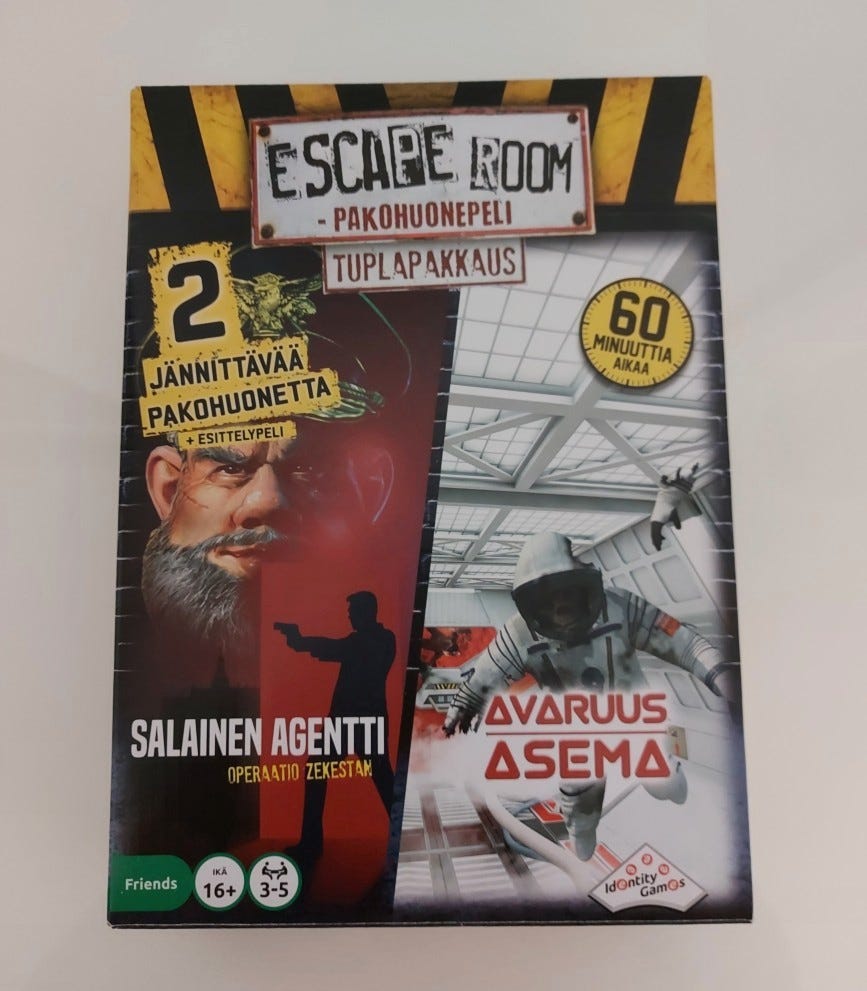 ESCAPE ROOM
- PAKOHUONEPELI
TUPLAPAKKAUS
2
JÄNNITTÄVÄÄ
PAKOHUONETTA
+ ESITTELYPELI
60
MINUUTTIA
AIKAA
SALAINEN AGENTTI
OPERAATIO ZEKESTAN
AVARUUS
ASEMA
Friends
IKÄ
16+
3-5
Identity
Games